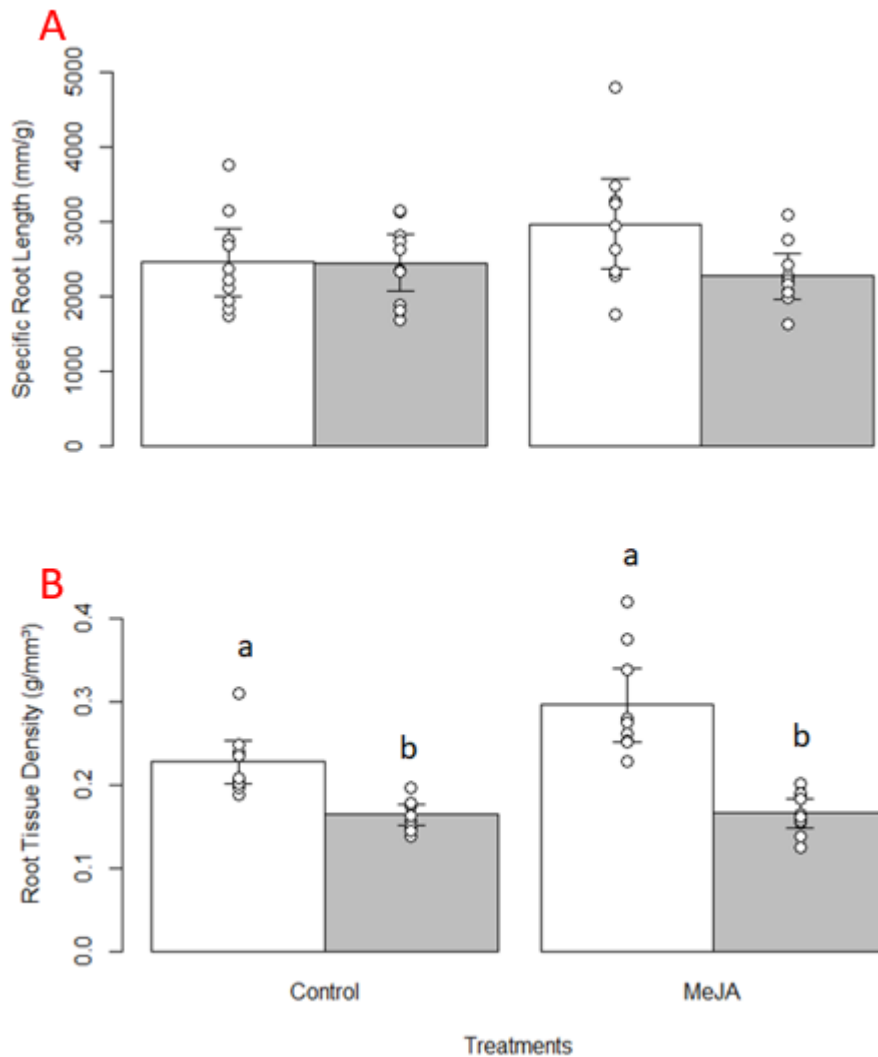 A
Specific Root Length (mm/g)
5000
4000
3000
2000
1000
0
B
Root Tissue Density (g/mm³)
0.4
0.3
0.2
0.1
0.0
a
b
a
b
Control
MeJA
Treatments